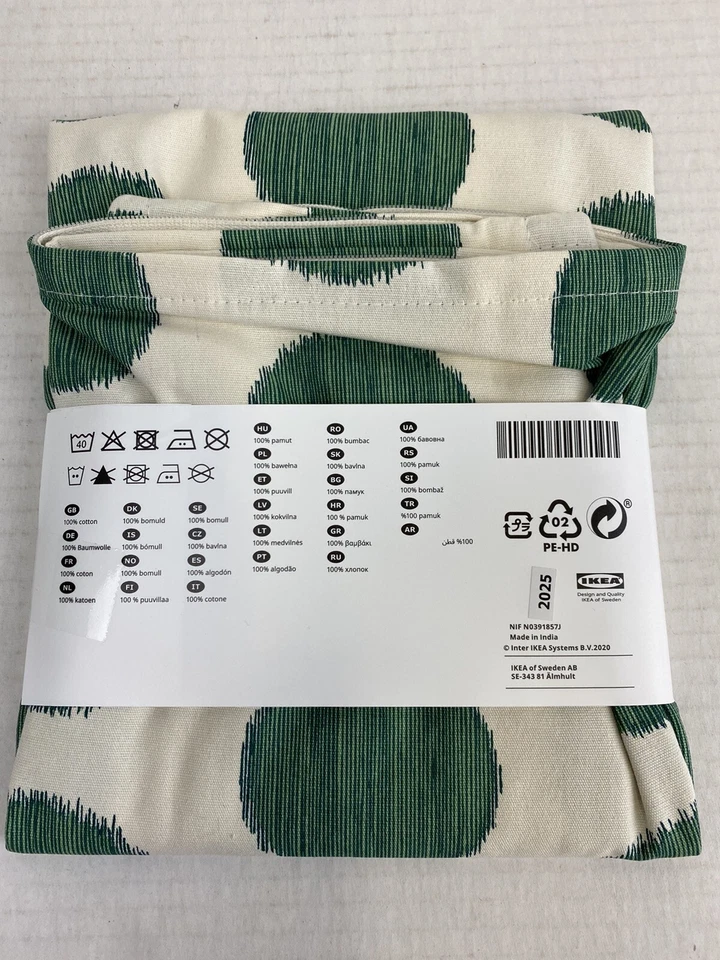 40
GB
100% cotton
DE
100% Baumwolle
FR
100% coton
NL
100% katoen
DK
100% bomuld
IS
100% bómull
NO
100% bomull
FI
100 % puuvillaa
SE
100% bomull
CZ
100% bavlna
ES
100% algodón
IT
100% cotone
HU
100% pamut
PL
100% bawełna
ET
100% puuvill
LV
100% kokvilna
LT
100% medvilnės
PT
100% algodão
RO
100% bumbac
SK
100% bavlna
BG
100% памук
HR
100 % pamuk
GR
100% βαμβάκι
RU
100% хлопок
UA
100% бавовна
RS
100% pamuk
SI
100% bombaž
TR
%100 pamuk
AR
100% قطن
02
PE-HD
®
2025
IKEA
Design and Quality
IKEA of Sweden
NIF N0391857J
Made in India
© Inter IKEA Systems B.V.2020
IKEA of Sweden AB
SE-343 81 Älmhult